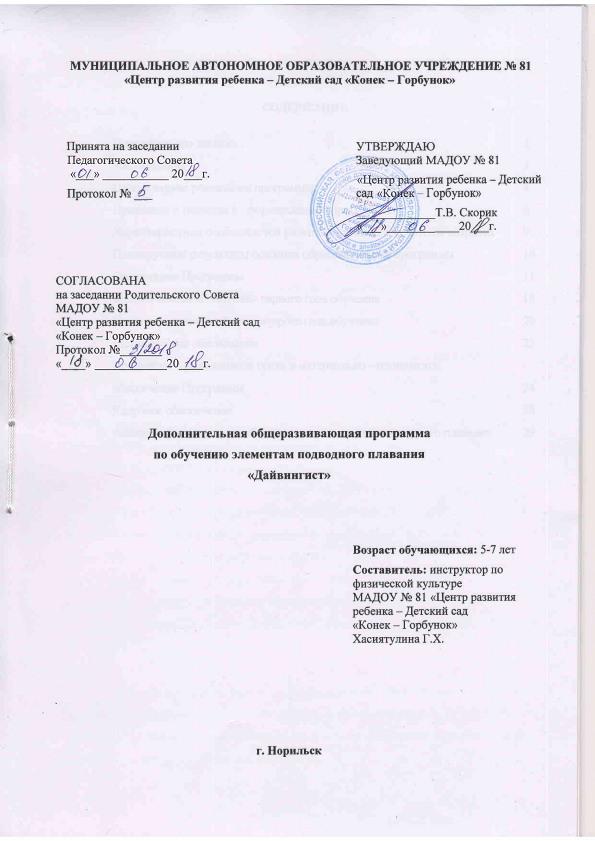 МУНИЦИПАЛЬНОЕ АВТОНОМНОЕ ОБРАЗОВАТЕЛЬНОЕ УЧРЕЖДЕНИЕ № 81
«Центр развития ребенка – Детский сад «Конек – Горбунок»
Принята на заседании
Педагогического Совета
«01» 06 2018 г.
Протокол № 5
УТВЕРЖДАЮ
Заведующий МАДОУ № 81
«Центр развития ребенка – Детский
сад «Конек – Горбунок»
Т.В. Скорик
« » 06 2018 г.
СОГЛАСОВАНА
на заседании Родительского Совета
МАДОУ № 81
«Центр развития ребенка – Детский сад
«Конек – Горбунок»
Протокол № 3/2018
«18» 06 2018 г.
Дополнительная общеразвивающая программа
по обучению элементам подводного плавания
«Дайвингист»
Возраст обучающихся: 5-7 лет
Составитель: инструктор по
физической культуре
МАДОУ № 81 «Центр развития
ребенка – Детский сад
«Конек – Горбунок»
Хасиятулина Г.Х.
г. Норильск